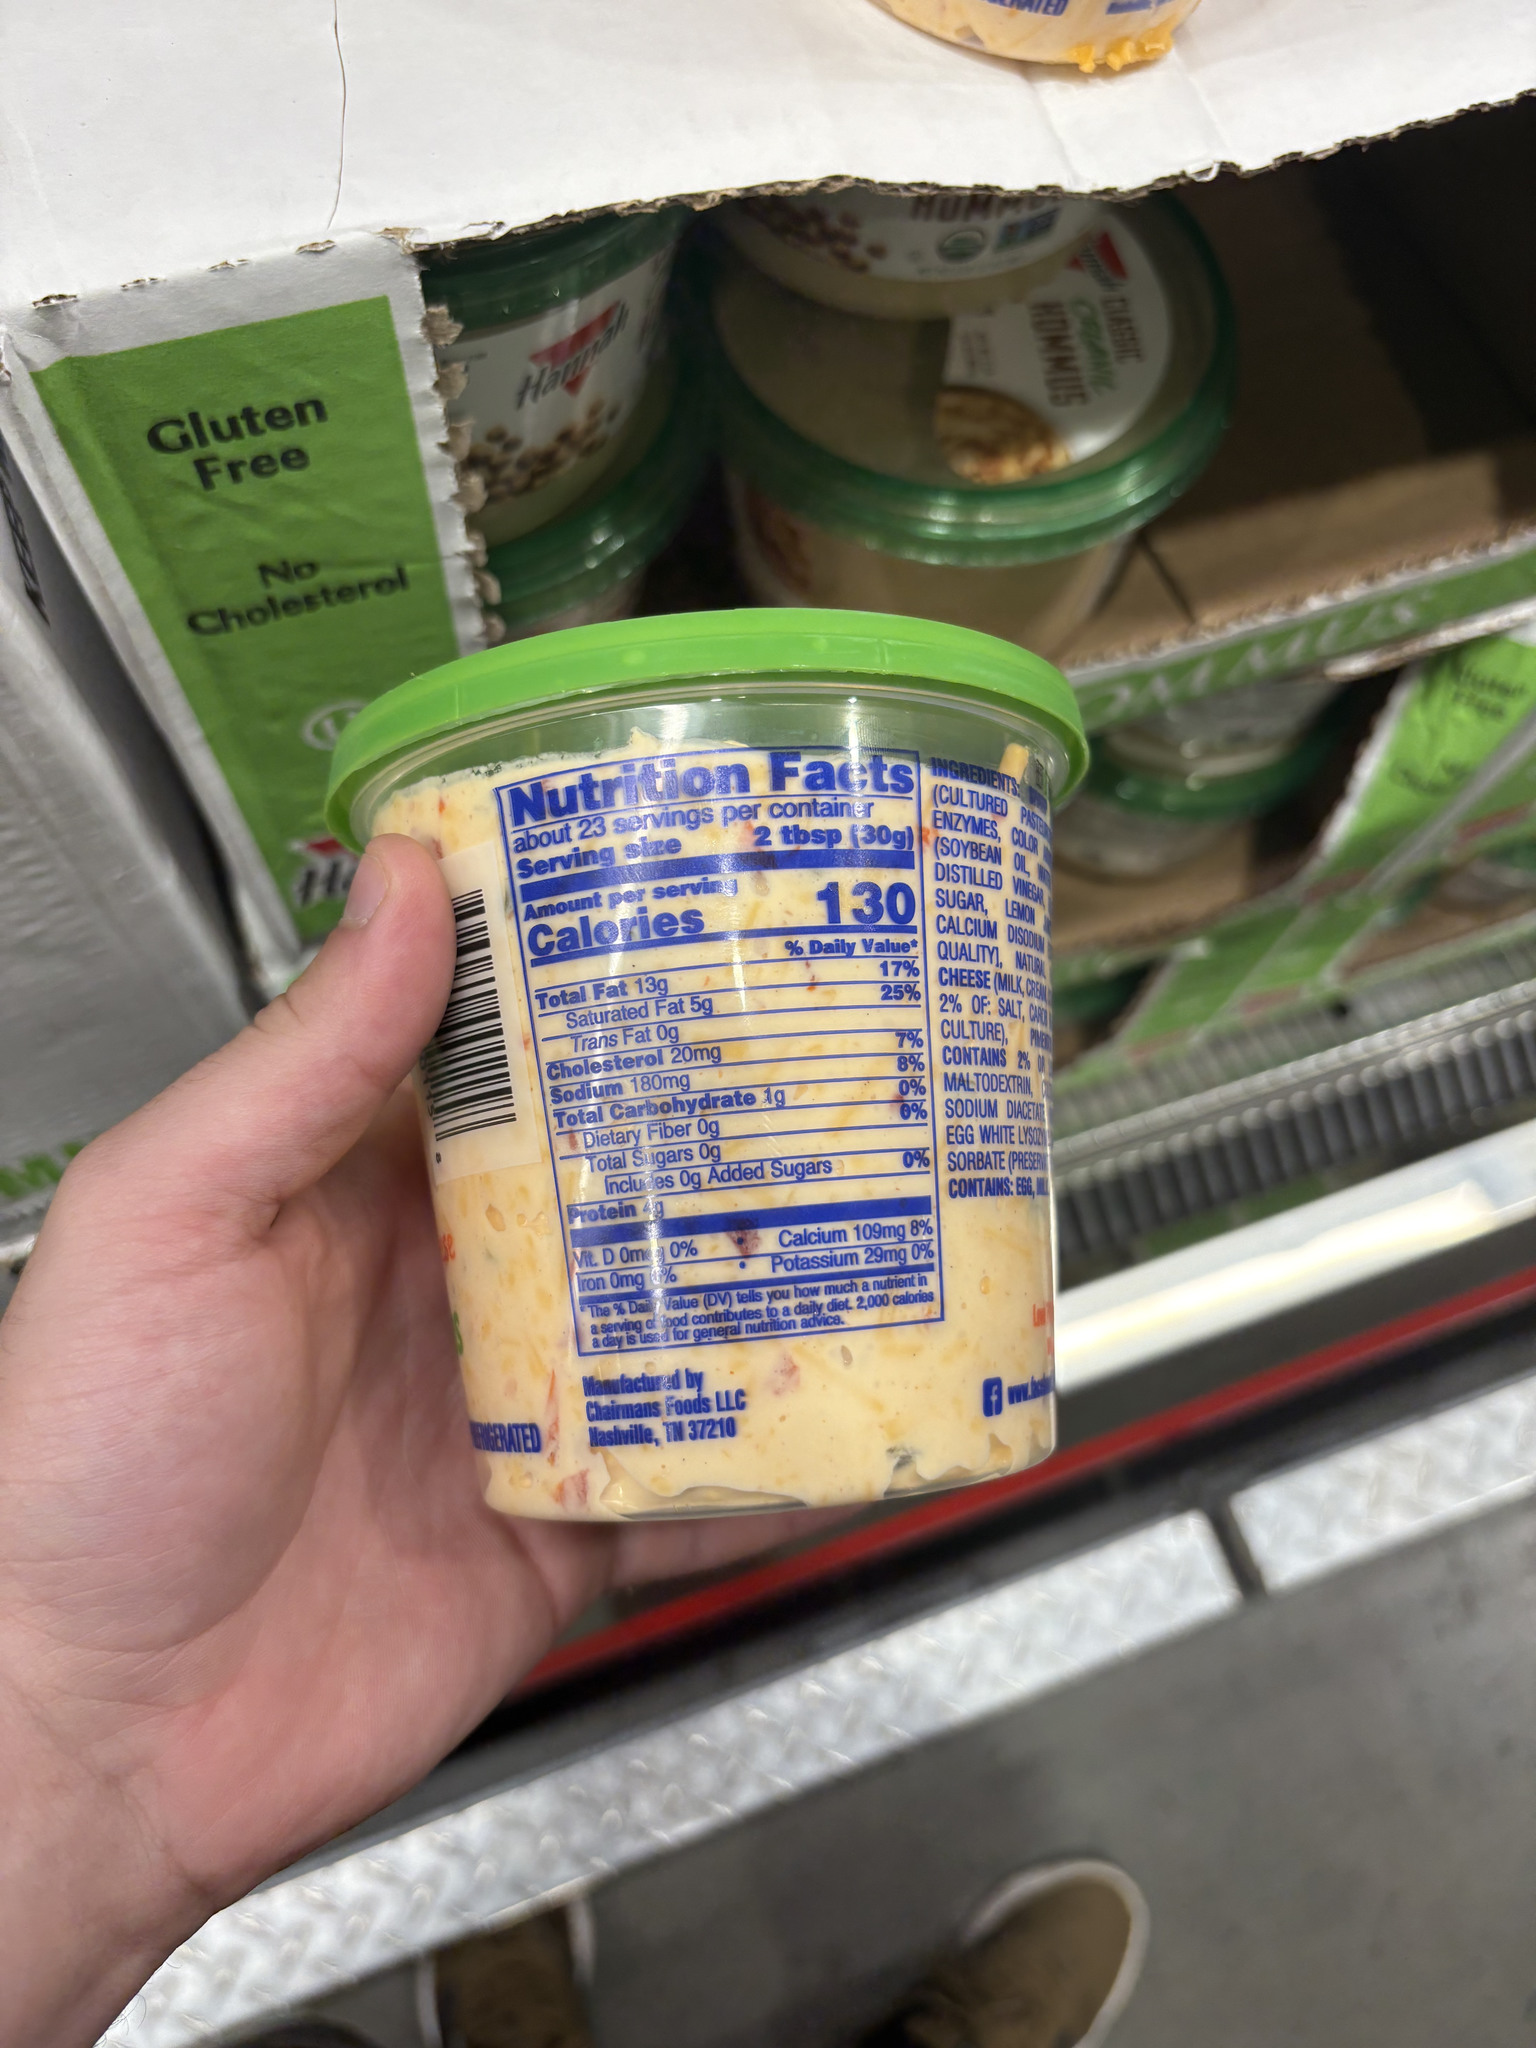 Gluten
Free
No
Cholesterol
Hannah
CLASSIC
ORGANIC
HOMMUS
Nutrition Facts
about 23 servings per container
Serving size 2 tbsp (30g)
Amount per serving
Calories 130
% Daily Value*
Total Fat 13g 17%
Saturated Fat 5g 25%
Trans Fat 0g
Cholesterol 20mg 7%
Sodium 180mg 8%
Total Carbohydrate 1g 0%
Dietary Fiber 0g 0%
Total Sugars 0g
Includes 0g Added Sugars 0%
Protein 4g
Vit. D 0mcg 0% • Calcium 109mg 8%
Iron 0mg 0% • Potassium 29mg 0%
* The % Daily Value (DV) tells you how much a nutrient in
a serving of food contributes to a daily diet. 2,000 calories
a day is used for general nutrition advice.
Manufactured by
Chairmans Foods LLC
Nashville, TN 37210
INGREDIENTS:
(CULTURED
ENZYMES, COLOR
(SOYBEAN OIL,
DISTILLED VINEGAR,
SUGAR, LEMON
CALCIUM DISODIUM
QUALITY), NATURAL
CHEESE (MILK, CREAM,
2% OF: SALT,
CULTURE),
CONTAINS 2%
MALTODEXTRIN,
SODIUM DIACETATE
EGG WHITE
SORBATE
CONTAINS: EGG,